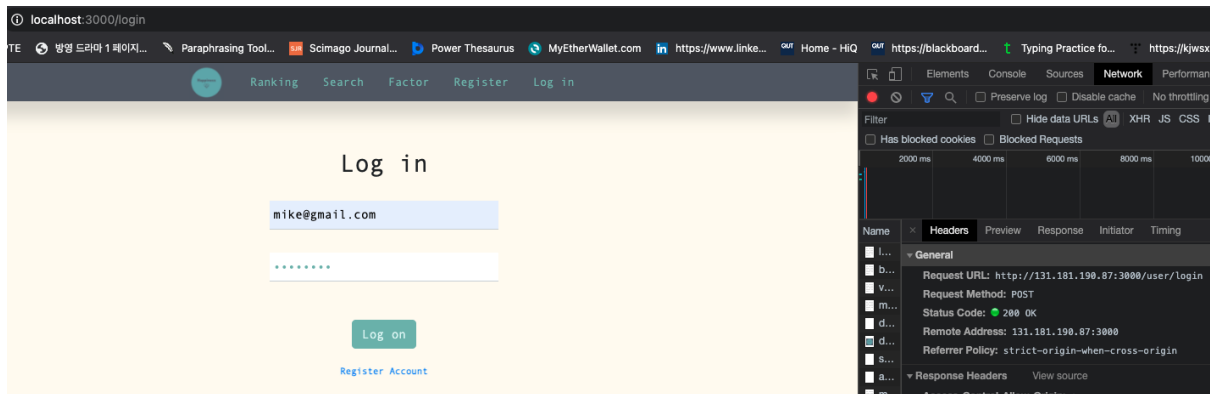 localhost:3000/login
TE 방영 드라마 1 페이지... Paraphrasing Tool... SJR Scimago Journal... Power Thesaurus MyEtherWallet.com in https://www.linke... QUT Home – HiQ QUT https://blackboard... t Typing Practice fo... https://kjwsx
Ranking Search Factor Register Log in
Log in
mike@gmail.com
••••••••
Log on
Register Account
Elements Console Sources Network Performan
Preserve log Disable cache No throttling
Filter Hide data URLs All XHR JS CSS
Has blocked cookies Blocked Requests
2000 ms 4000 ms 6000 ms 8000 ms 1000
Name × Headers Preview Response Initiator Timing
l...
b...
v...
m...
d...
d...
s...
a...
General
Request URL: http://131.181.190.87:3000/user/login
Request Method: POST
Status Code: 200 OK
Remote Address: 131.181.190.87:3000
Referrer Policy: strict-origin-when-cross-origin
Response Headers View source